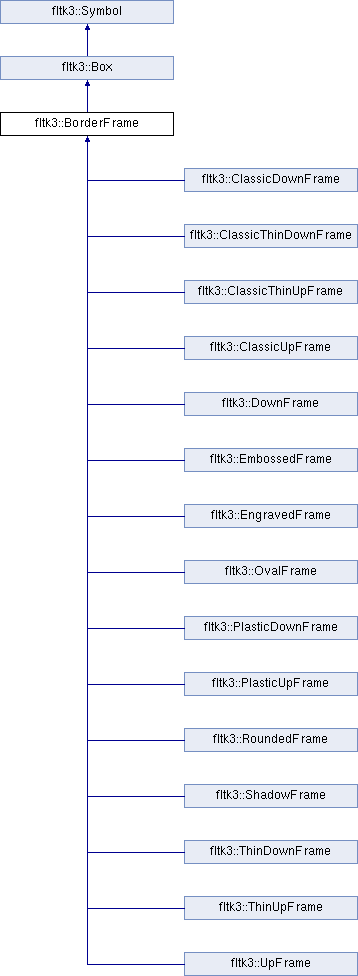 fltk3::Symbol
fltk3::Box
fltk3::BorderFrame
fltk3::ClassicDownFrame
fltk3::ClassicThinDownFrame
fltk3::ClassicThinUpFrame
fltk3::ClassicUpFrame
fltk3::DownFrame
fltk3::EmbossedFrame
fltk3::EngravedFrame
fltk3::OvalFrame
fltk3::PlasticDownFrame
fltk3::PlasticUpFrame
fltk3::RoundedFrame
fltk3::ShadowFrame
fltk3::ThinDownFrame
fltk3::ThinUpFrame
fltk3::UpFrame